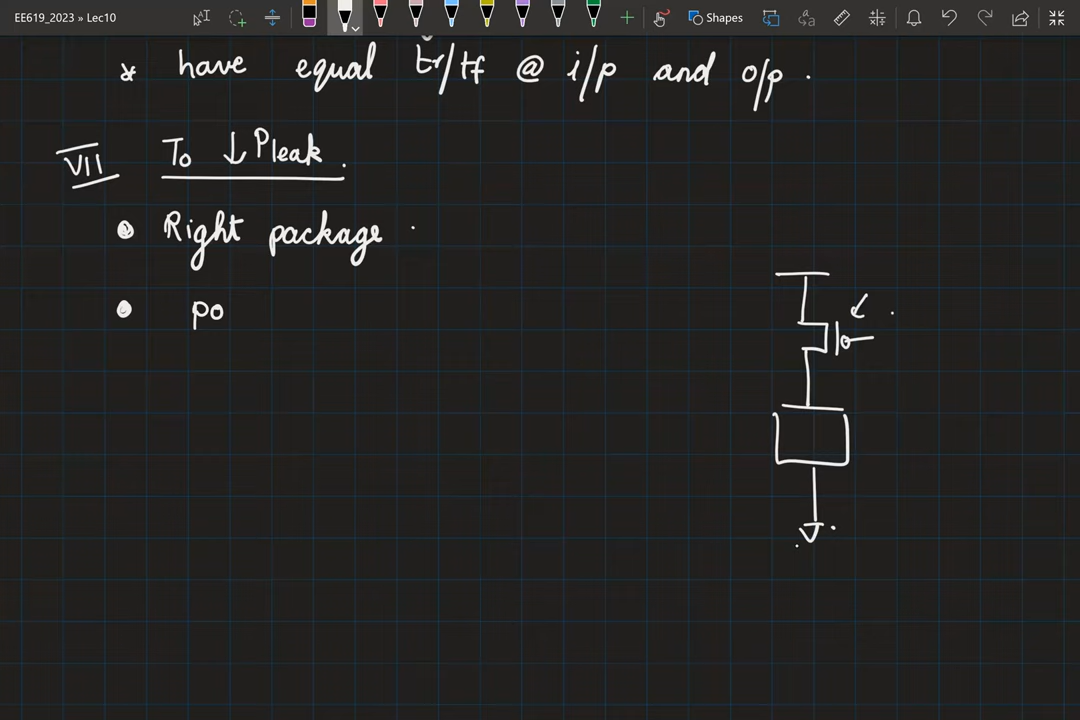 EE619_2023 » Lec10
Shapes
* have equal tr/tf @ i/p and o/p.
VII To ↓ Pleak.
• Right package.
• po